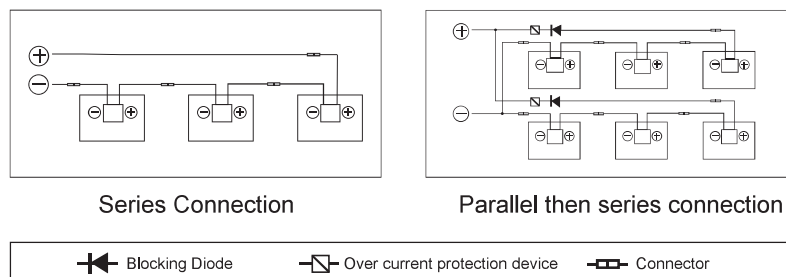 Series Connection
Parallel then series connection
Blocking Diode
Over current protection device
Connector